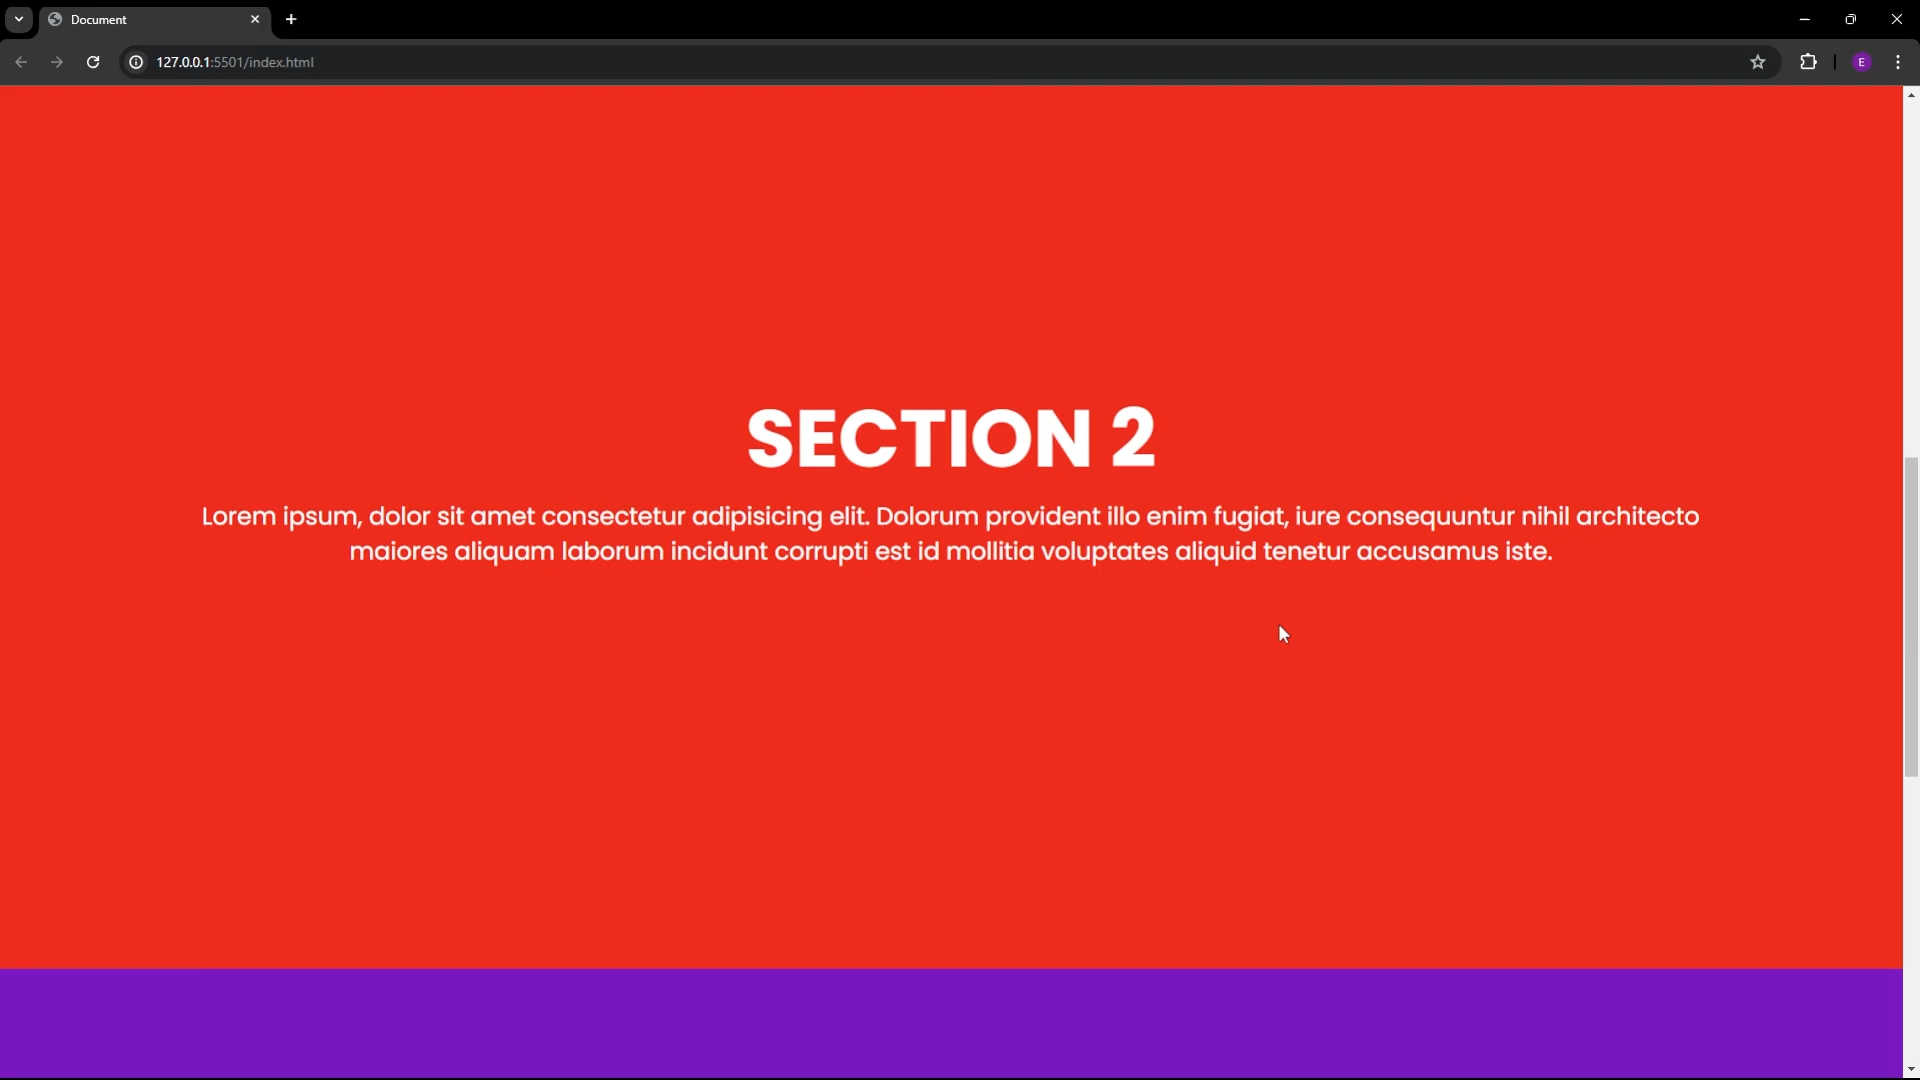 Document
127.0.0.1:5501/index.html
E
SECTION 2
Lorem ipsum, dolor sit amet consectetur adipisicing elit. Dolorum provident illo enim fugiat, iure consequuntur nihil architecto
maiores aliquam laborum incidunt corrupti est id mollitia voluptates aliquid tenetur accusamus iste.